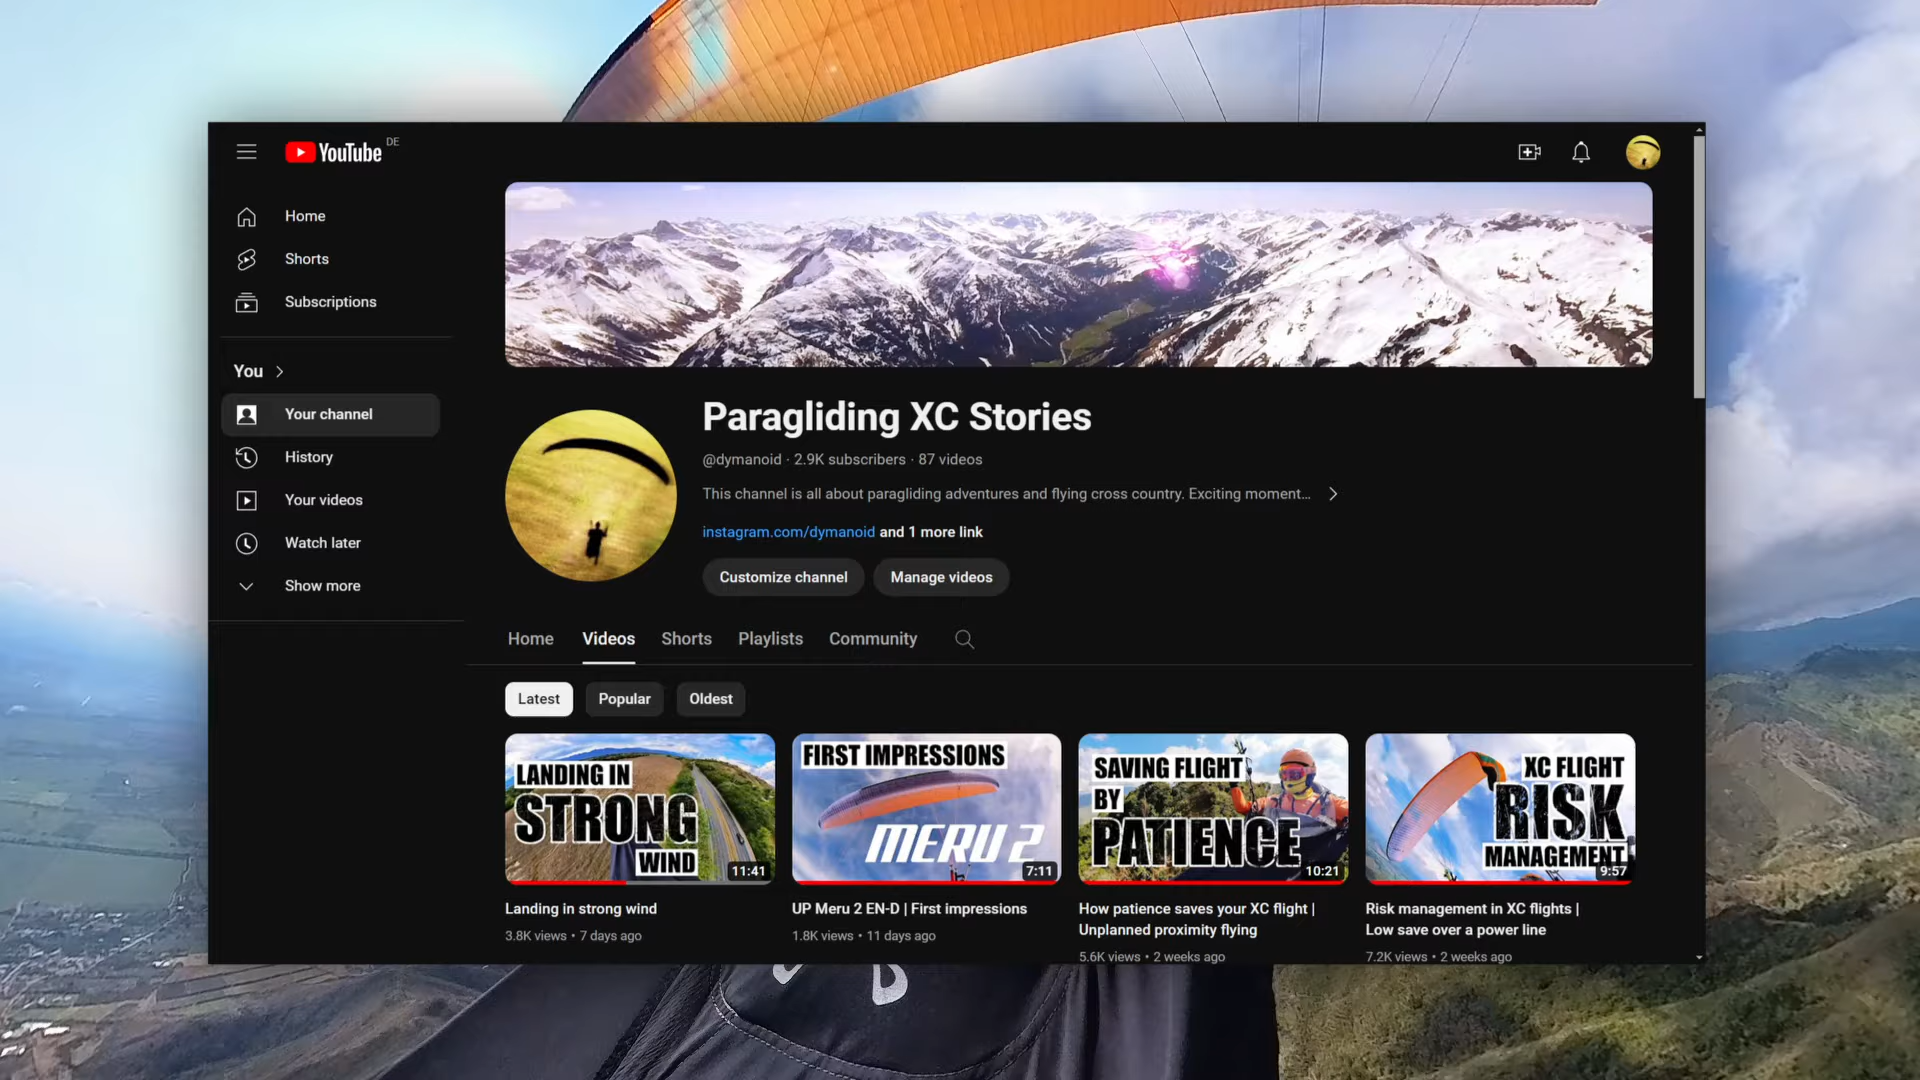 YouTube DE
Home
Shorts
Subscriptions
You
Your channel
History
Your videos
Watch later
Show more
Paragliding XC Stories
@dymanoid · 2.9K subscribers · 87 videos
This channel is all about paragliding adventures and flying cross country. Exciting moment...
instagram.com/dymanoid and 1 more link
Customize channel
Manage videos
Home
Videos
Shorts
Playlists
Community
Latest
Popular
Oldest
LANDING IN
STRONG
WIND
11:41
Landing in strong wind
3.8K views • 7 days ago
FIRST IMPRESSIONS
MERU 2
7:11
UP Meru 2 EN-D | First impressions
1.8K views • 11 days ago
SAVING FLIGHT
BY
PATIENCE
10:21
How patience saves your XC flight |
Unplanned proximity flying
5.6K views • 2 weeks ago
XC FLIGHT
RISK
MANAGEMENT
9:57
Risk management in XC flights |
Low save over a power line
7.2K views • 2 weeks ago